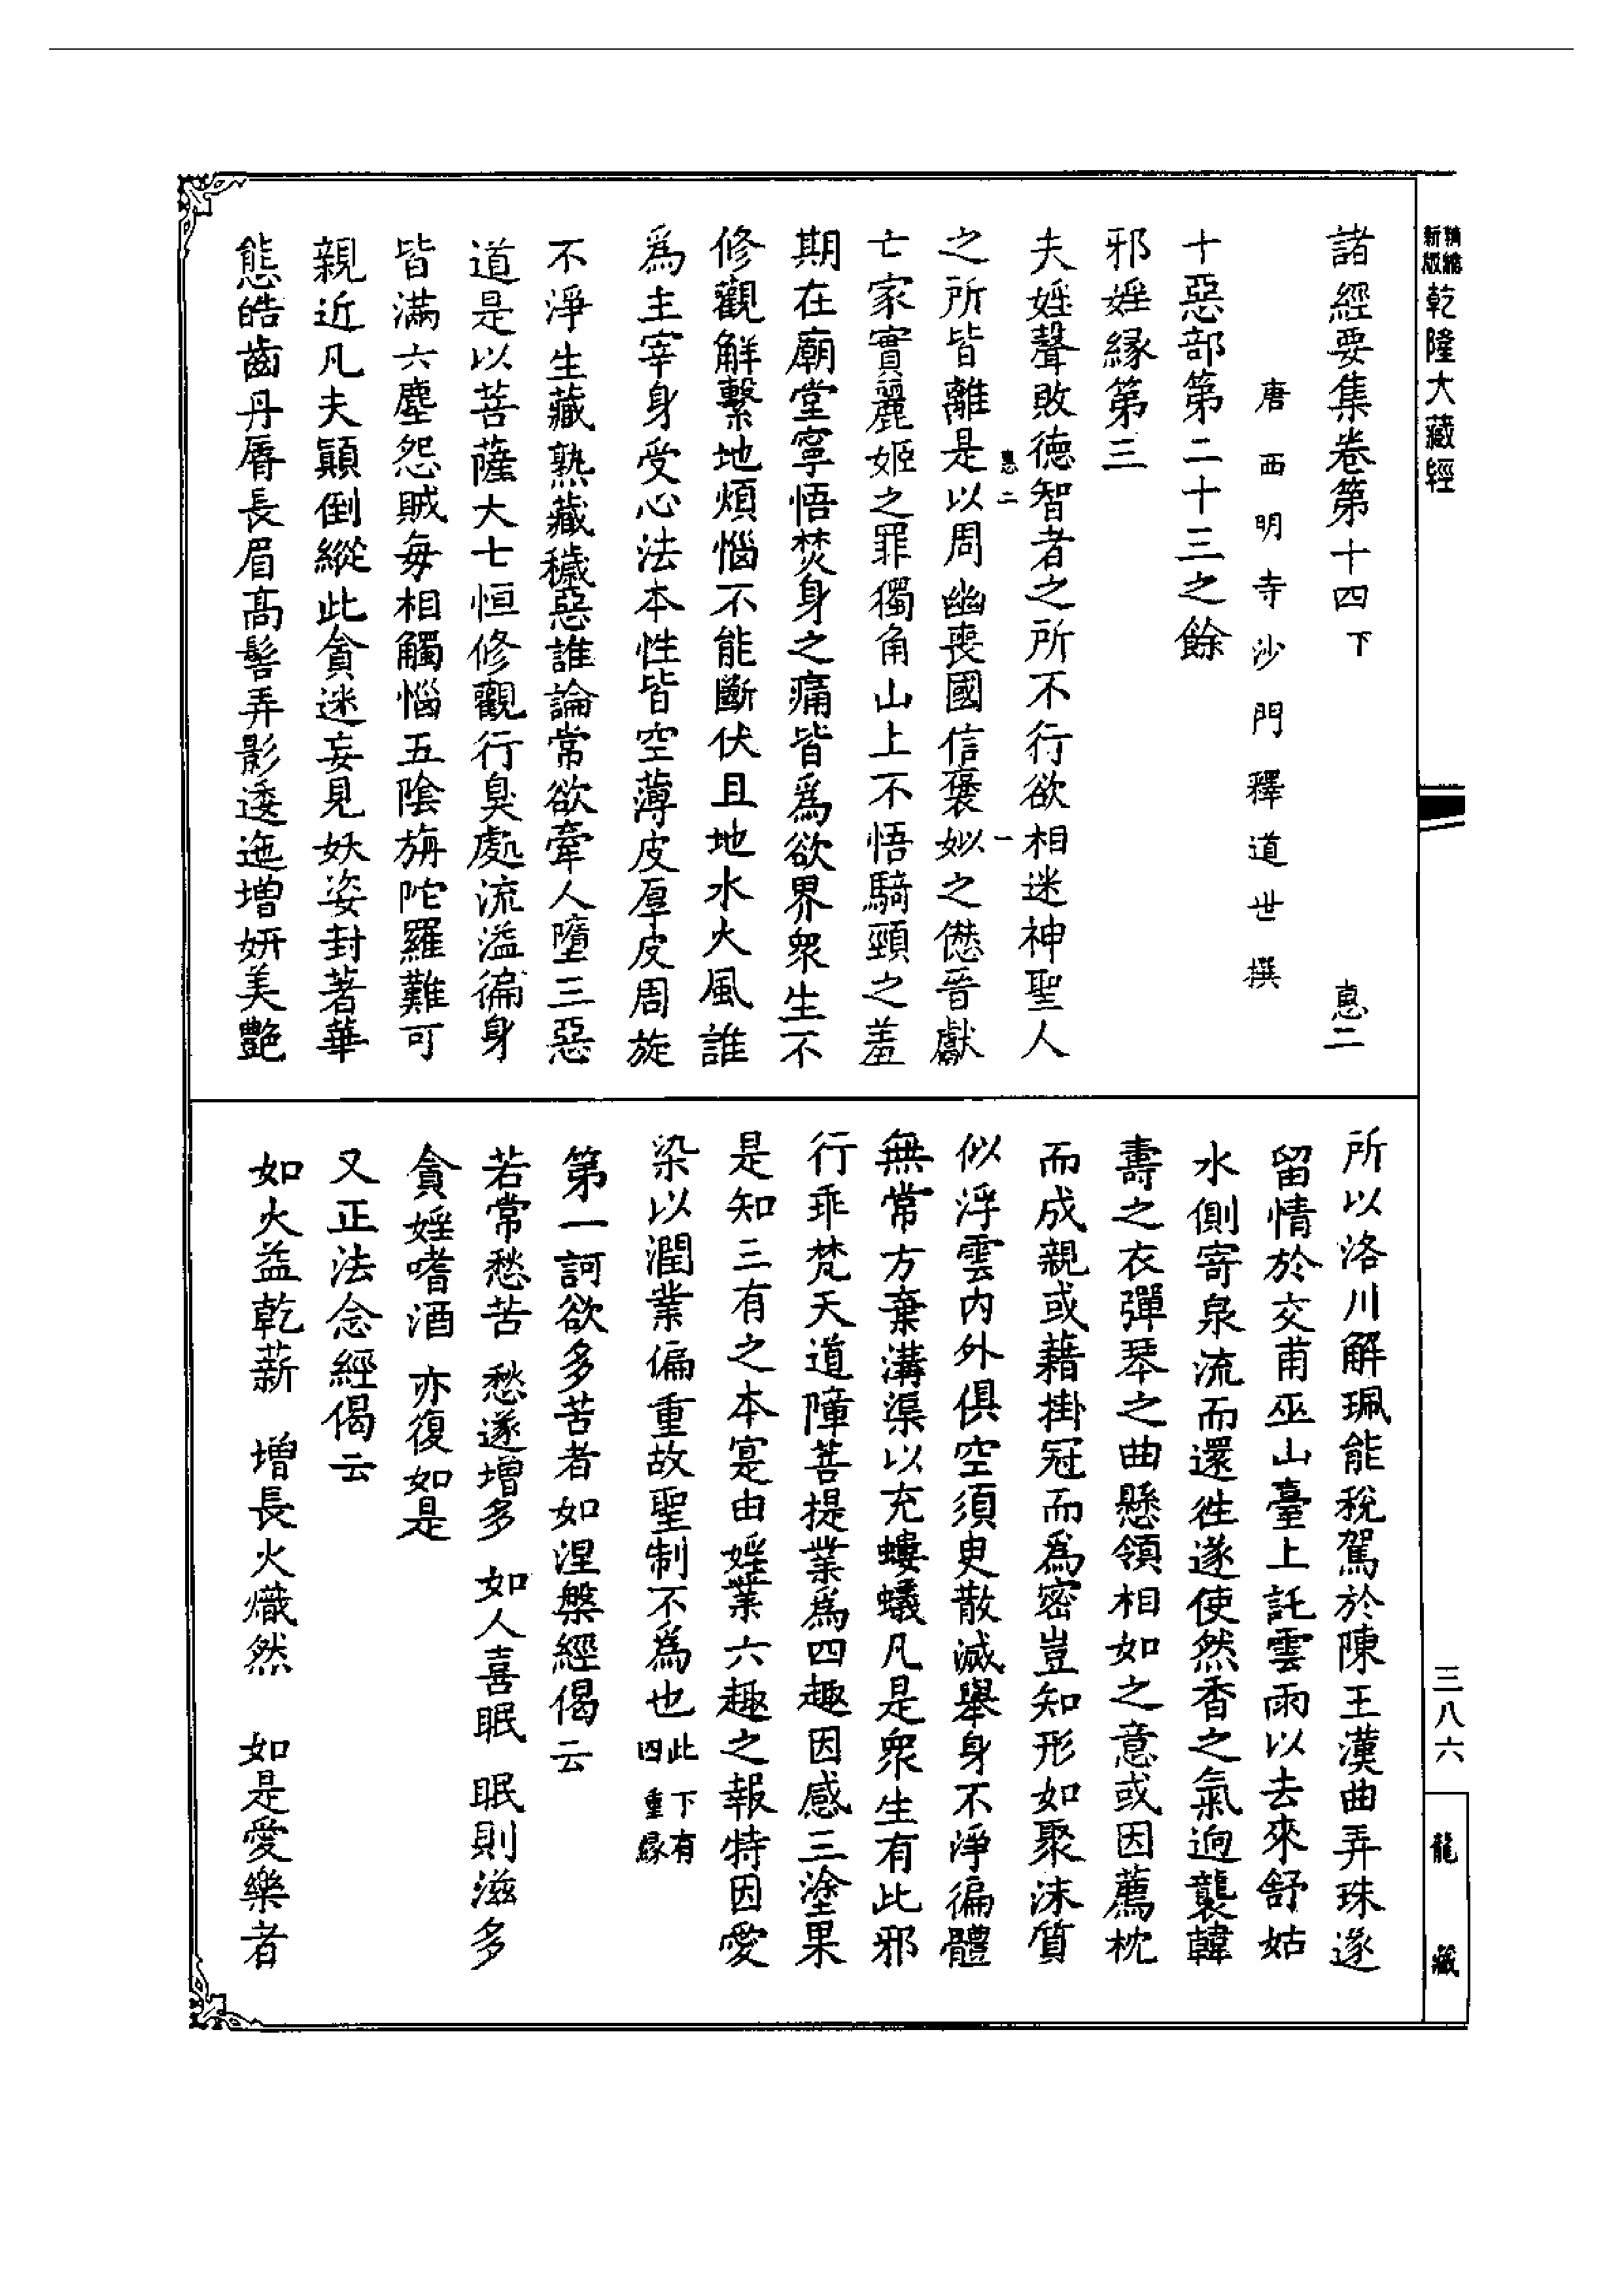 精縮新版乾隆大藏經
諸經要集卷第十四下 惠二
唐西明寺沙門釋道世撰
十惡部第二十三之餘
邪婬緣第三
夫婬聲敗德智者之所不行欲相迷神聖人
惠二 一
之所皆離是以周幽喪國信褒姒之僽晉獻
亡家實麗姬之罪獨角山上不悟騎頸之羞
期在廟堂寧悟焚身之痛皆爲欲界衆生不
修觀解繫地煩惱不能斷伏且地水火風誰
爲主宰身受心法本性皆空薄皮厚皮周旋
不淨生藏熟藏穢惡誰論常欲牽人墮三惡
道是以菩薩大士恒修觀行臭處流溢徧身
皆滿六塵怨賊每相觸惱五陰旃陀羅難可
親近凡夫顚倒縱此貪迷妄見妖姿封著華
態皓齒丹脣長眉高髻弄影逶迤增妍美艷
所以洛川解珮能稅駕於陳王漢曲弄珠遂
留情於交甫巫山臺上託雲雨以去來舒姑
水側寄泉流而還徃遂使然香之氣逈襲韓
壽之衣彈琴之曲懸領相如之意或因薦枕
而成親或藉掛冠而爲密豈知形如聚沫質
似浮雲内外俱空須臾散滅舉身不淨徧體
無常方棄溝渠以充螻蟻凡是衆生有此邪
行乖梵天道障菩提業爲四趣因感三塗果
是知三有之本寔由婬業六趣之報特因愛
染以潤業偏重故聖制不爲也此下有四重緣
第一訶欲多苦者如涅槃經偈云
若常愁苦 愁遂增多 如人喜眠 眠則滋多
貪婬嗜酒 亦復如是
又正法念經偈云
如火益乾薪 增長火熾然 如是愛樂者
三八六
龍藏